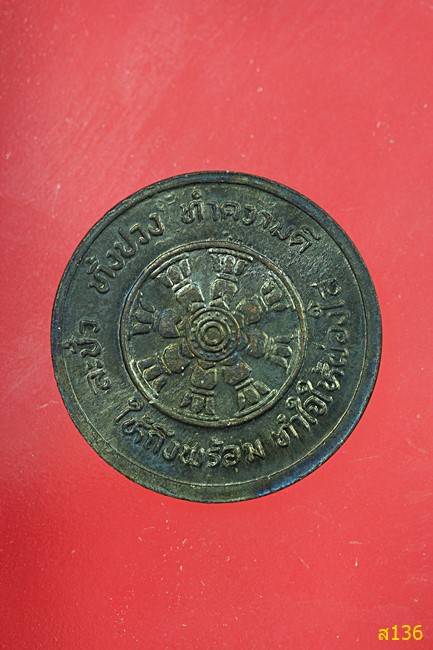 ละชั่ว ทั้งปวง ทำความดี
ให้ถึงพร้อม ทำใจให้ผ่องใส
ส136